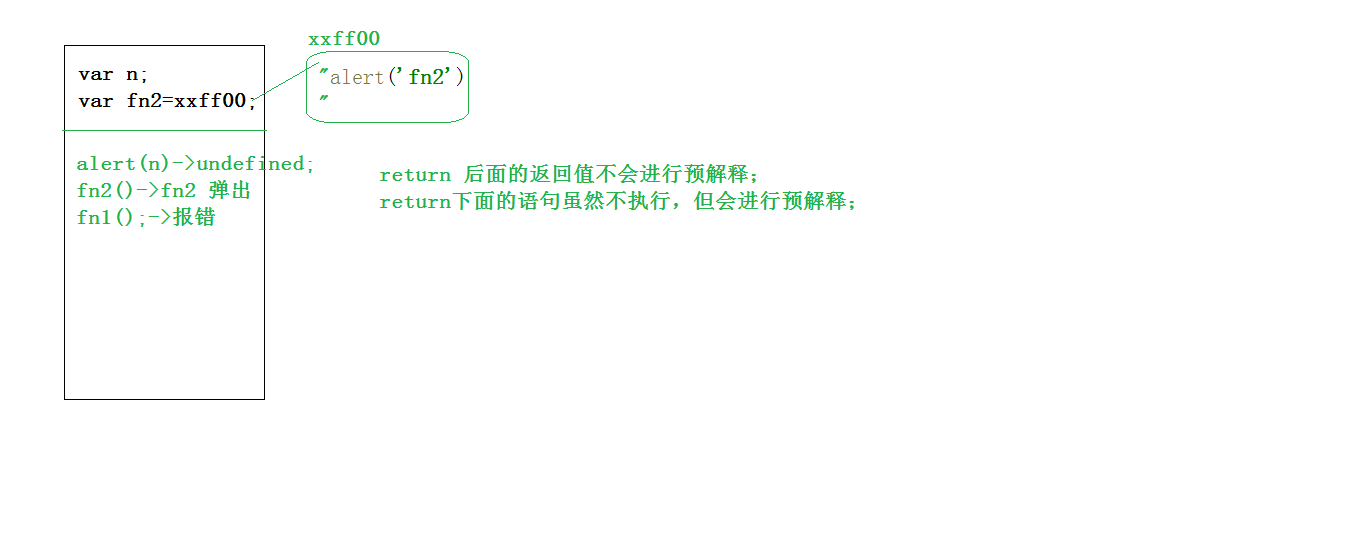 xxff00
var n;
var fn2=xxff00;
"alert('fn2')
"
alert(n)->undefined;
fn2()->fn2 弹出
fn1();->报错
return 后面的返回值不会进行预解释;
return下面的语句虽然不执行，但会进行预解释;